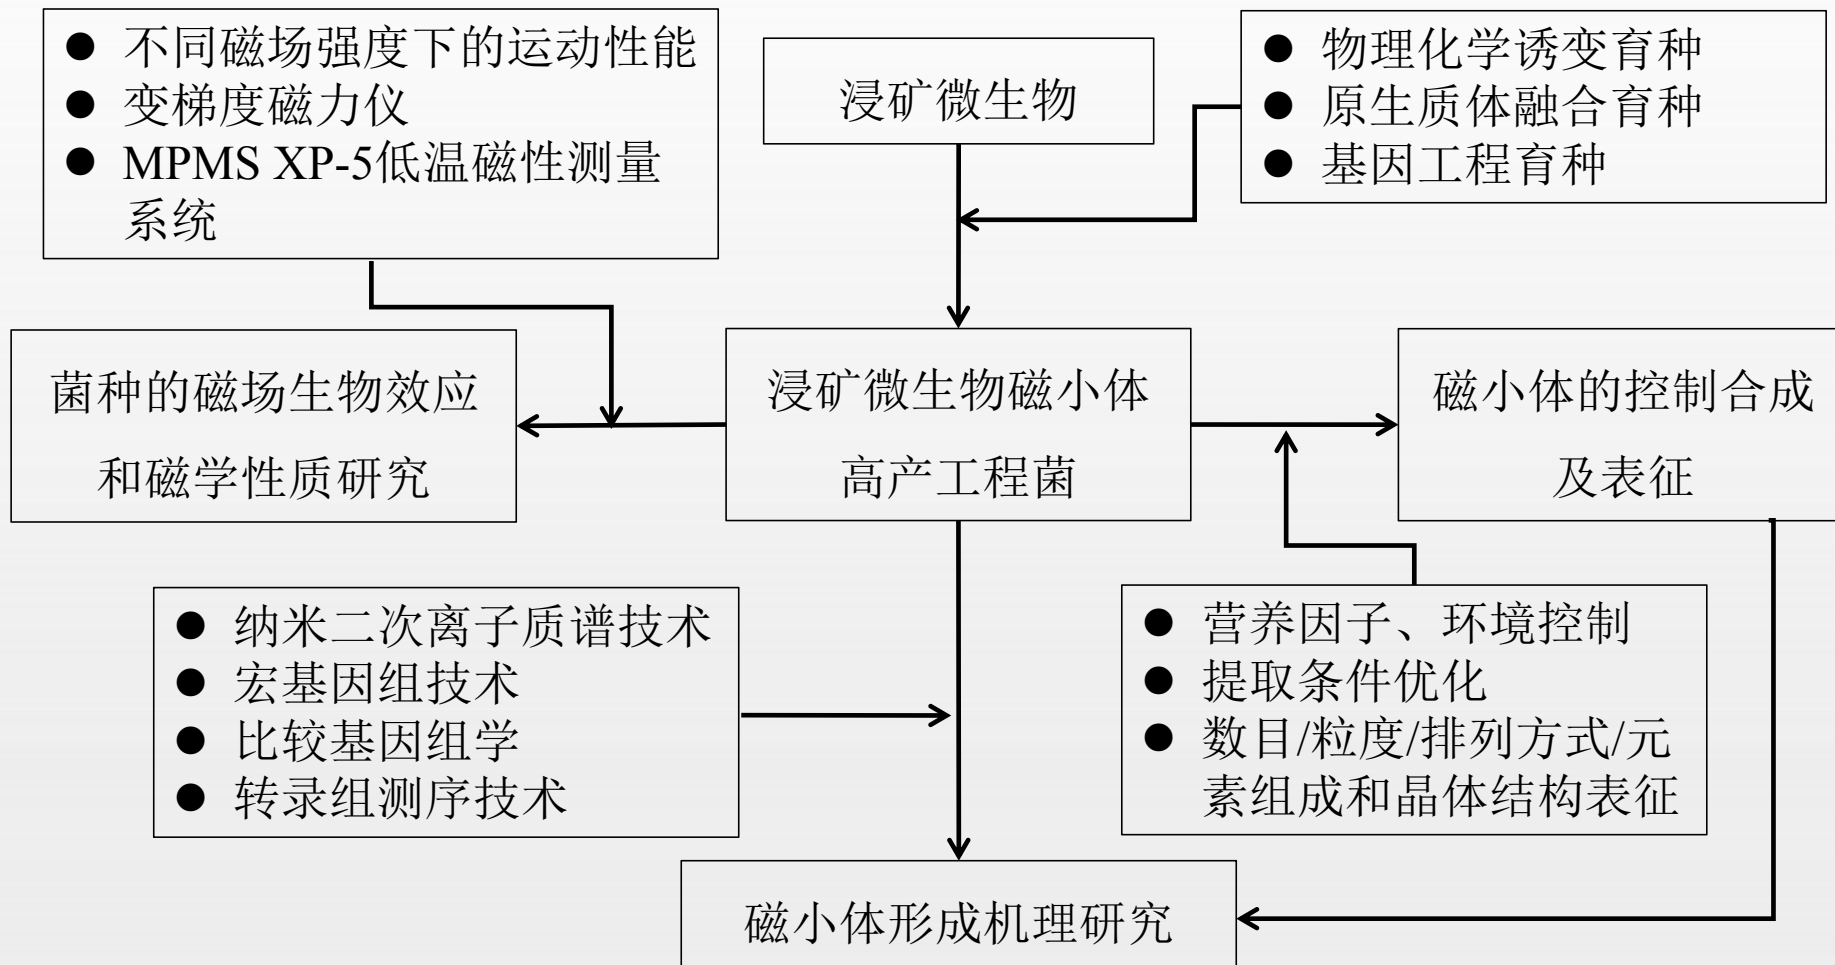 不同磁场强度下的运动性能
变梯度磁力仪
MPMS XP-5低温磁性测量
系统
浸矿微生物
物理化学诱变育种
原生质体融合育种
基因工程育种
菌种的磁场生物效应
和磁学性质研究
浸矿微生物磁小体
高产工程菌
磁小体的控制合成
及表征
纳米二次离子质谱技术
宏基因组技术
比较基因组学
转录组测序技术
营养因子、环境控制
提取条件优化
数目/粒度/排列方式/元
素组成和晶体结构表征
磁小体形成机理研究